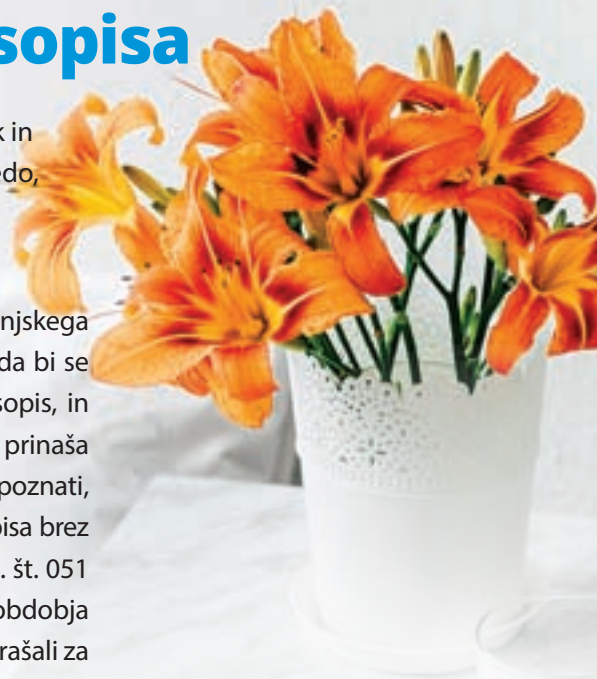 sopisa
k in
edo,
njskega
da bi se
sopis, in
prinaša
poznati,
pisa brez
. št. 051
obdobja
rašali za